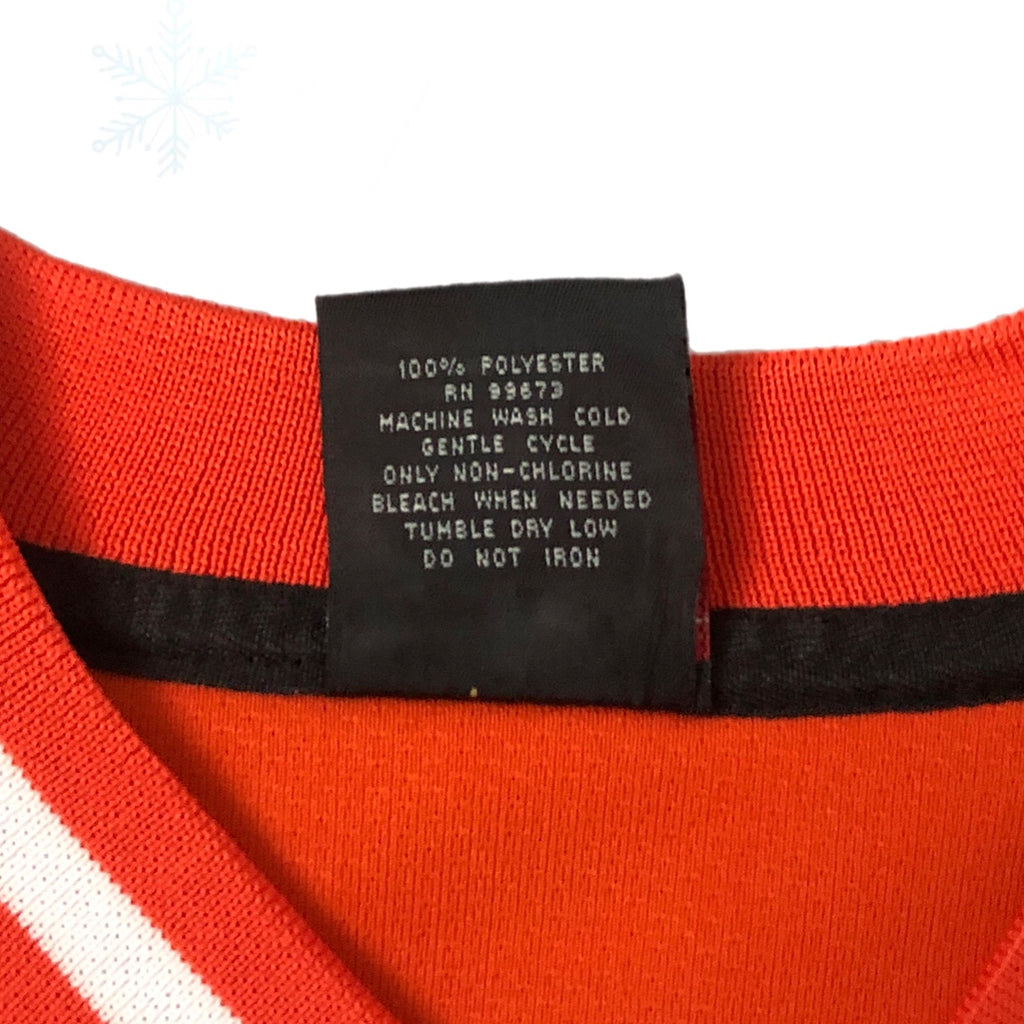 100% POLYESTER
RN 99673
MACHINE WASH COLD
GENTLE CYCLE
ONLY NON-CHLORINE
BLEACH WHEN NEEDED
TUMBLE DRY LOW
DO NOT IRON